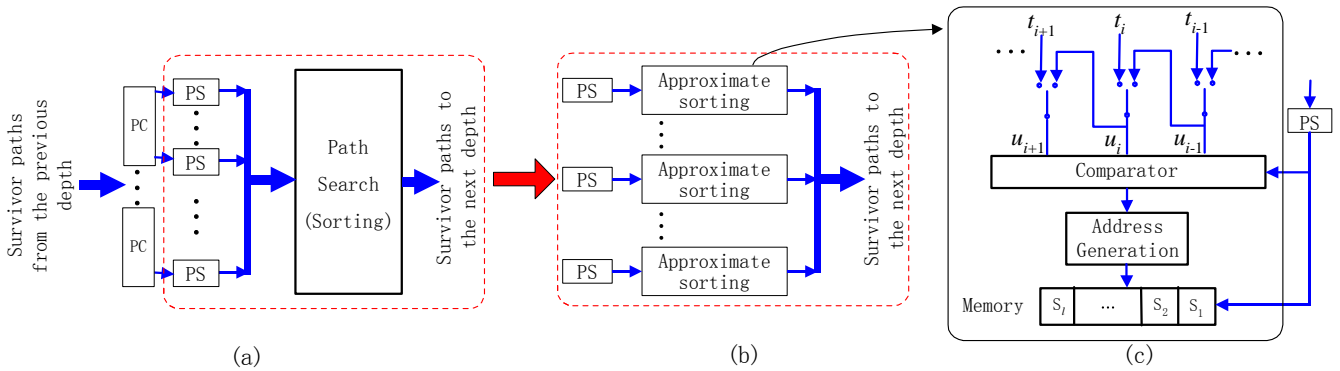 Survivor paths
from the previous
depth
PC
PC
PS
PS
PS
Path
Search
(Sorting)
Survivor paths to
the next depth
(a)
PS
Approximate
sorting
PS
Approximate
sorting
PS
Approximate
sorting
Survivor paths to
the next depth
(b)
t_{i+1}
t_i
t_{i-1}
u_{i+1}
u_i
u_{i-1}
PS
Comparator
Address
Generation
Memory
S_l
...
S_2
S_1
(c)